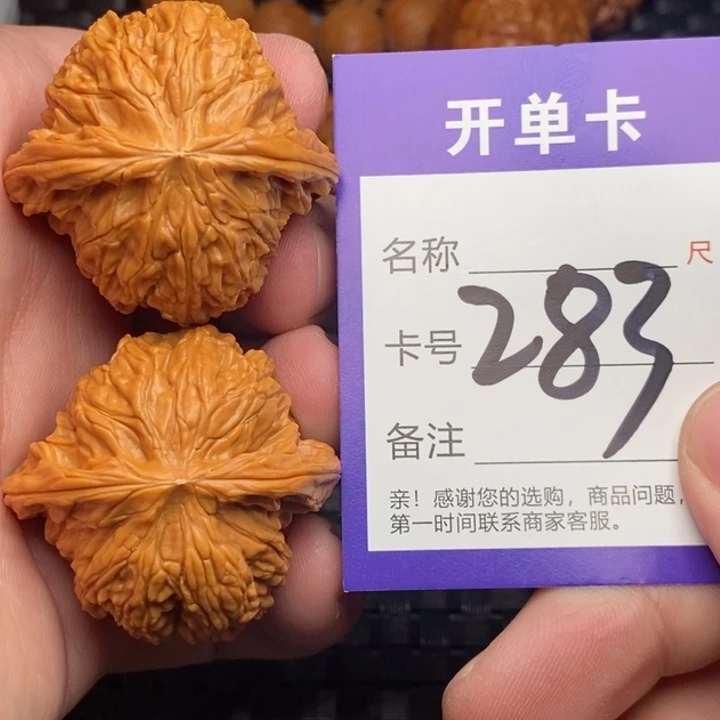 开单卡
名称 尺
卡号 283
备注
亲！感谢您的选购，商品问题，
第一时间联系商家客服。